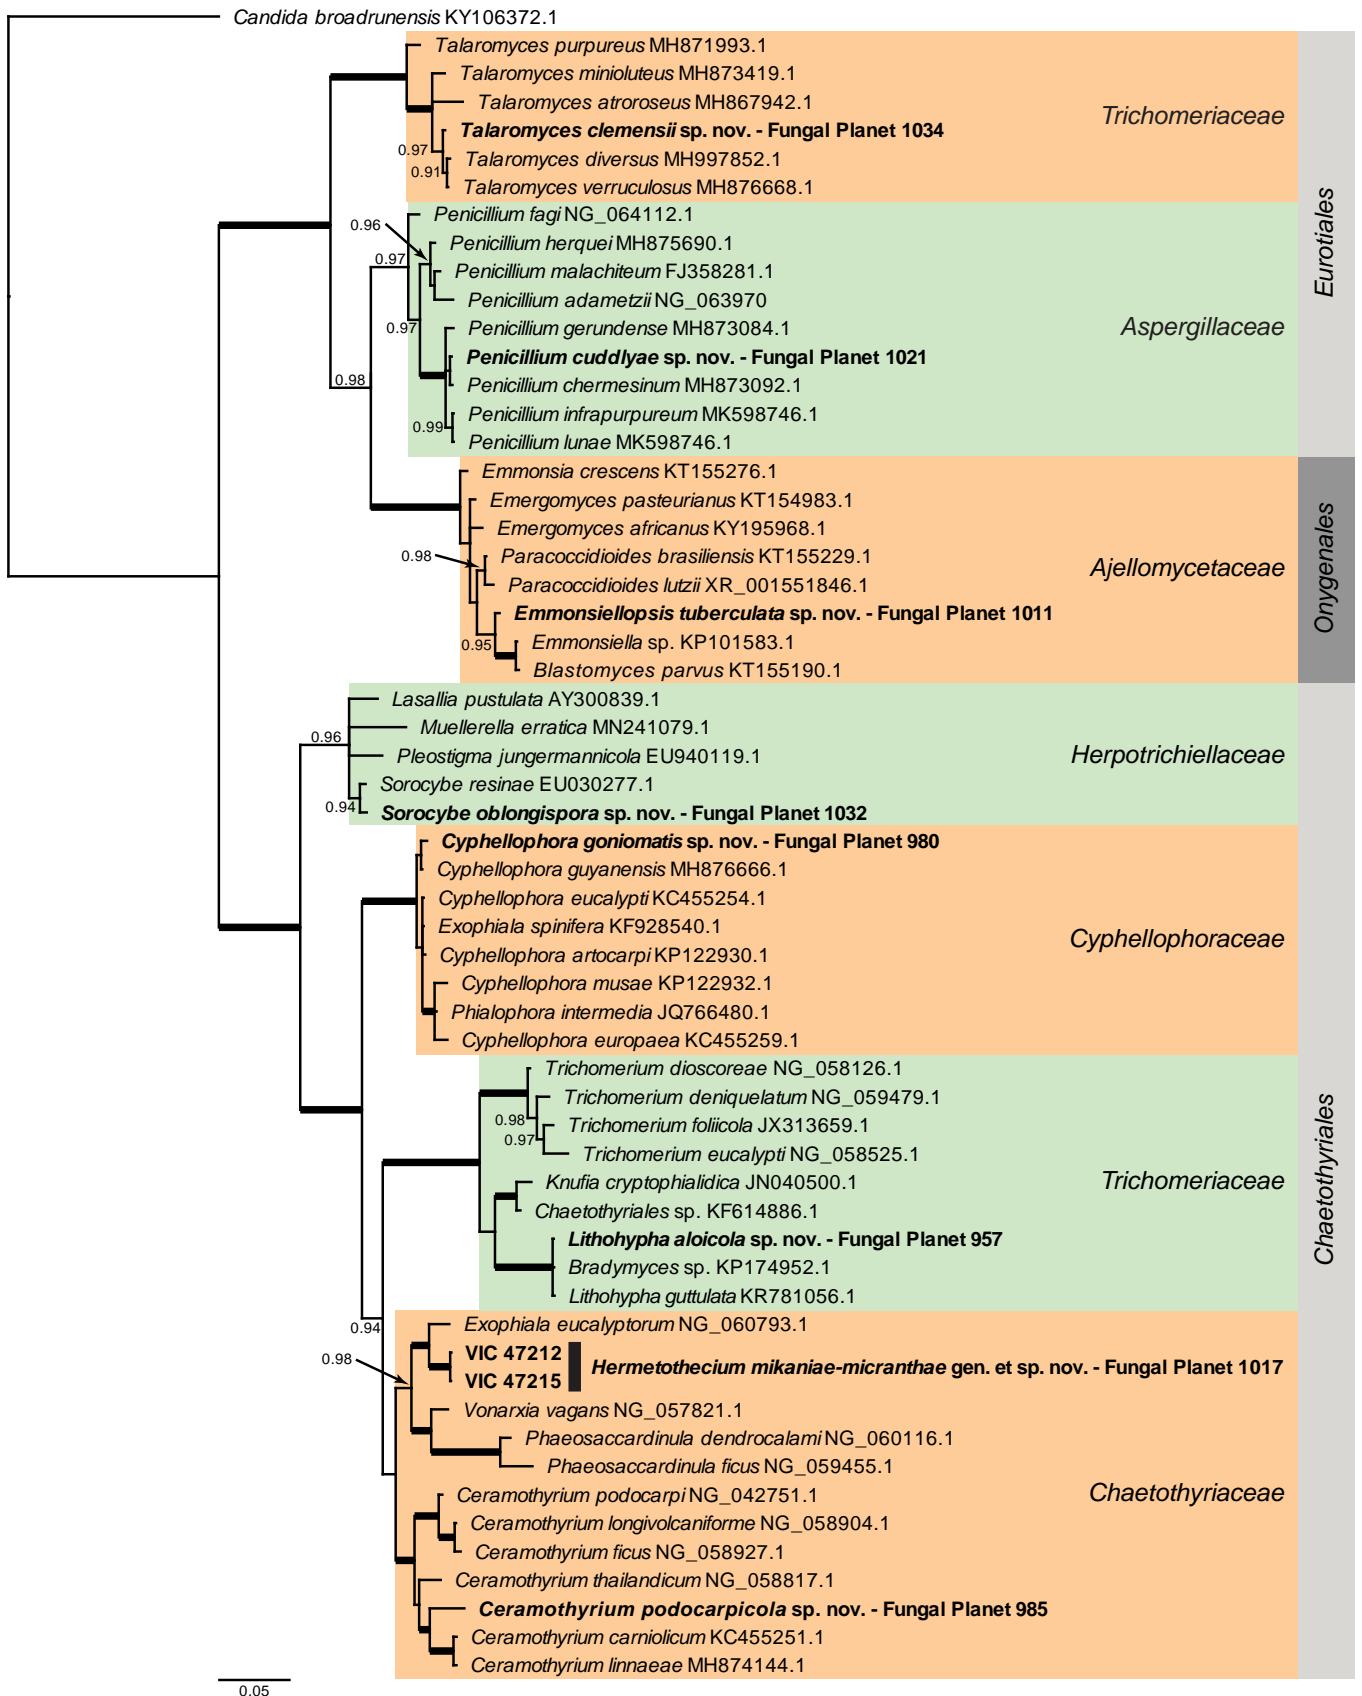 Candida broadrunensis KY106372.1
Talaromyces purpureus MH871993.1
Talaromyces minioluteus MH873419.1
Talaromyces atroroseus MH867942.1
Trichomeriaceae
Talaromyces clemensii sp. nov. - Fungal Planet 1034
0.97
Talaromyces diversus MH997852.1
0.91
Talaromyces verruculosus MH876668.1
Eurotiales
Penicillium fagi NG_064112.1
0.96
Penicillium herquei MH875690.1
0.97
Penicillium malachiteum FJ358281.1
Penicillium adametzii NG_063970
0.97
Penicillium gerundense MH873084.1
Aspergillaceae
Penicillium cuddlyae sp. nov. - Fungal Planet 1021
0.98
Penicillium chermesinum MH873092.1
Penicillium infrapurpureum MK598746.1
0.99
Penicillium lunae MK598746.1
Emmonsia crescens KT155276.1
Emergomyces pasteurianus KT154983.1
Emergomyces africanus KY195968.1
0.98
Paracoccidioides brasiliensis KT155229.1
Ajellomycetaceae
Onygenales
Paracoccidioides lutzii XR_001551846.1
Emmonsiellopsis tuberculata sp. nov. - Fungal Planet 1011
0.95
Emmonsiella sp. KP101583.1
Blastomyces parvus KT155190.1
Lasallia pustulata AY300839.1
Muellerella erratica MN241079.1
0.96
Pleostigma jungermannicola EU940119.1
Herpotrichiellaceae
Sorocybe resinae EU030277.1
0.94
Sorocybe oblongispora sp. nov. - Fungal Planet 1032
Cyphellophora goniomatis sp. nov. - Fungal Planet 980
Cyphellophora guyanensis MH876666.1
Cyphellophora eucalypti KC455254.1
Exophiala spinifera KF928540.1
Cyphellophoraceae
Cyphellophora artocarpi KP122930.1
Cyphellophora musae KP122932.1
Phialophora intermedia JQ766480.1
Cyphellophora europaea KC455259.1
Trichomerium dioscoreae NG_058126.1
Trichomerium deniquelatum NG_059479.1
0.98
Trichomerium foliicola JX313659.1
0.97
Trichomerium eucalypti NG_058525.1
Chaetothyriales
Knufia cryptophialidica JN040500.1
Trichomeriaceae
Chaetothyriales sp. KF614886.1
Lithohypha aloicola sp. nov. - Fungal Planet 957
Bradymyces sp. KP174952.1
Lithohypha guttulata KR781056.1
0.94
Exophiala eucalyptorum NG_060793.1
0.98
VIC 47212
Hermetothecium mikaniae-micranthae gen. et sp. nov. - Fungal Planet 1017
VIC 47215
Vonarxia vagans NG_057821.1
Phaeosaccardinula dendrocalami NG_060116.1
Phaeosaccardinula ficus NG_059455.1
Ceramothyrium podocarpi NG_042751.1
Chaetothyriaceae
Ceramothyrium longivolcaniforme NG_058904.1
Ceramothyrium ficus NG_058927.1
Ceramothyrium thailandicum NG_058817.1
Ceramothyrium podocarpicola sp. nov. - Fungal Planet 985
Ceramothyrium carniolicum KC455251.1
Ceramothyrium linnaeae MH874144.1
0.05